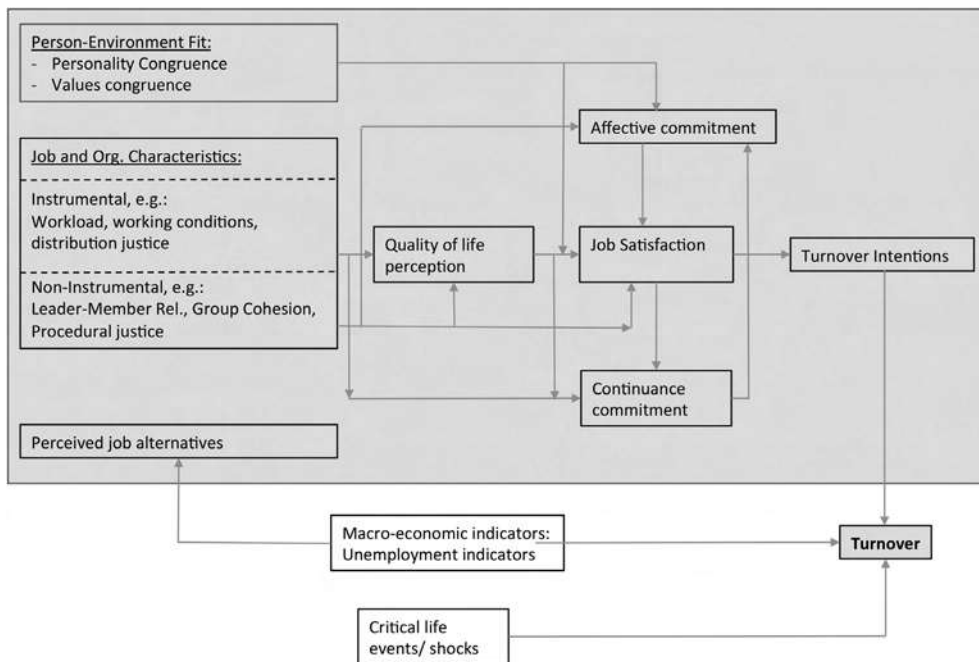 Person-Environment Fit:
- Personality Congruence
- Values congruence
Affective commitment
Job and Org. Characteristics:
Instrumental, e.g.:
Workload, working conditions,
distribution justice
Quality of life
perception
Job Satisfaction
Turnover Intentions
Non-Instrumental, e.g.:
Leader-Member Rel., Group Cohesion,
Procedural justice
Continuance
commitment
Perceived job alternatives
Macro-economic indicators:
Unemployment indicators
Turnover
Critical life
events/ shocks